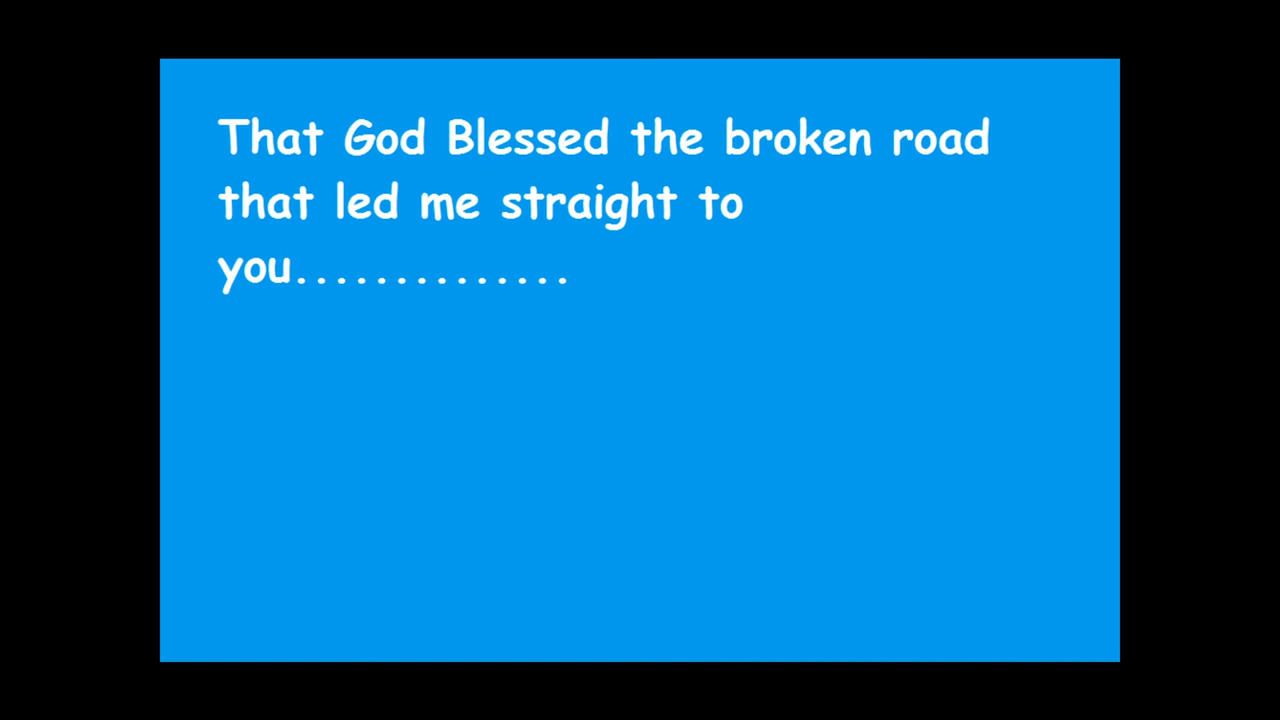 That God Blessed the broken road
that led me straight to
you..............